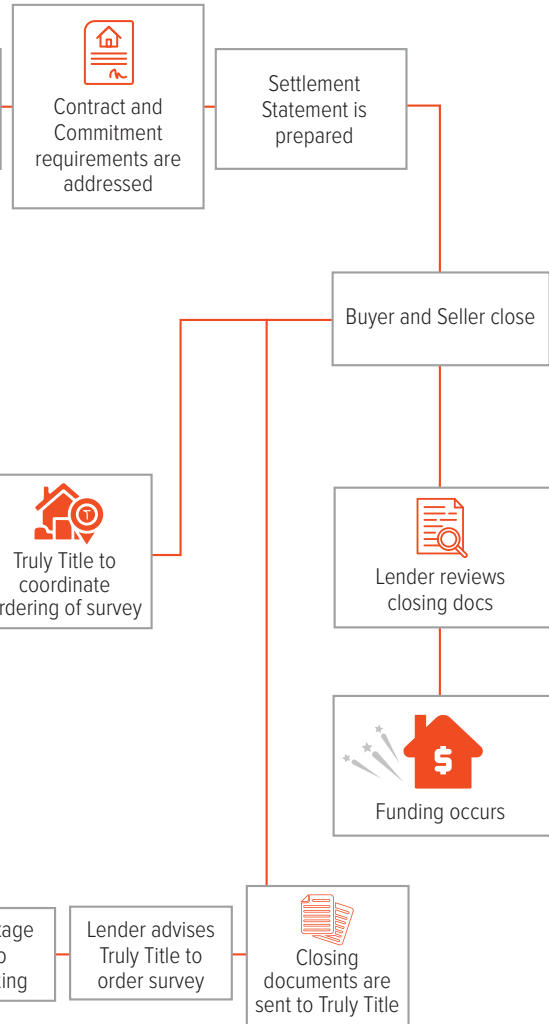 Contract and
Commitment
requirements are
addressed
Settlement
Statement is
prepared
Buyer and Seller close
T
Truly Title to
coordinate
rdering of survey
Lender reviews
closing docs
$
Funding occurs
tage
o
ing
Lender advises
Truly Title to
order survey
Closing
documents are
sent to Truly Title